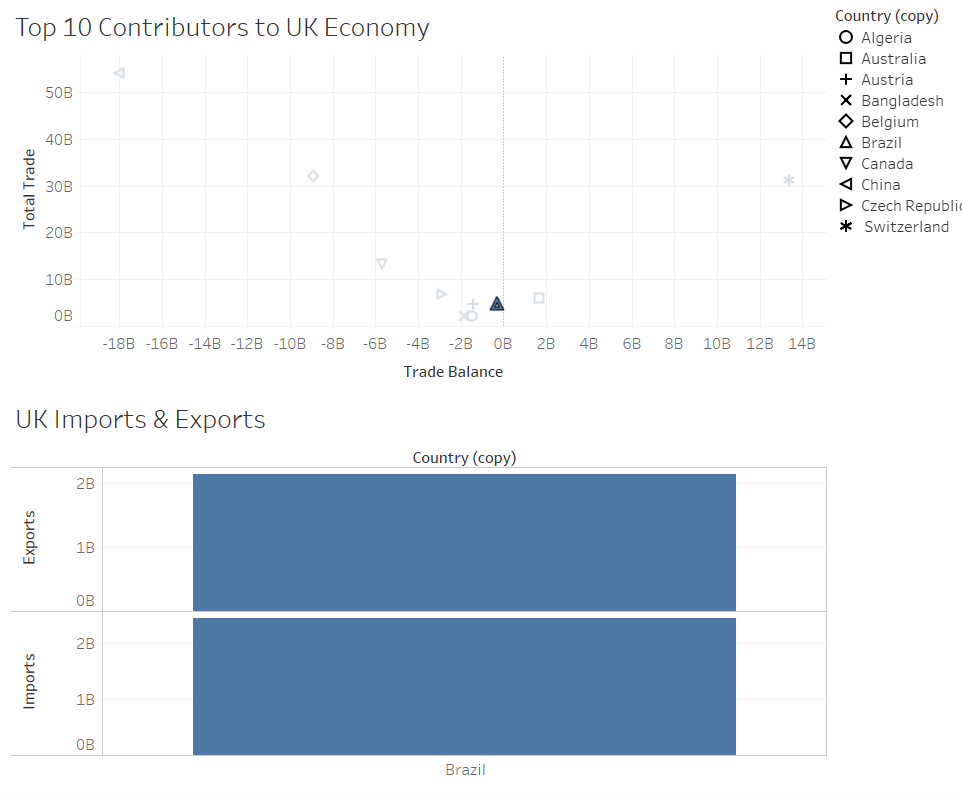 Top 10 Contributors to UK Economy
Country (copy)
Algeria
Australia
Austria
Bangladesh
Belgium
Brazil
Canada
China
Czech Republic
Switzerland
Total Trade
50B
40B
30B
20B
10B
0B
-18B -16B -14B -12B -10B -8B -6B -4B -2B 0B 2B 4B 6B 8B 10B 12B 14B
Trade Balance
UK Imports & Exports
Country (copy)
Exports
2B
1B
0B
Imports
2B
1B
0B
Brazil